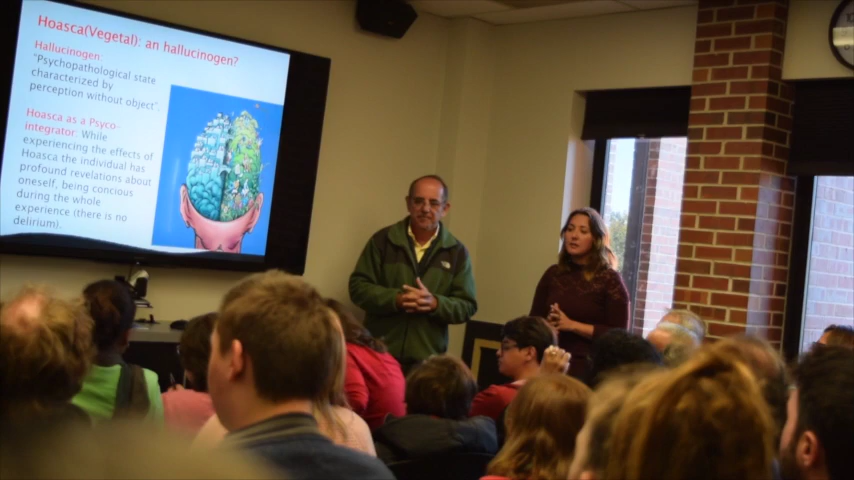 Hoasca(Vegetal): an hallucinogen?
Hallucinogen:
"Psychopathological state
characterized by
perception without object".
Hoasca as a Psyco-
integrator: While
experiencing the effects of
Hoasca the individual has
profound revelations about
oneself, being concious
during the whole
experience (there is no
delirium).